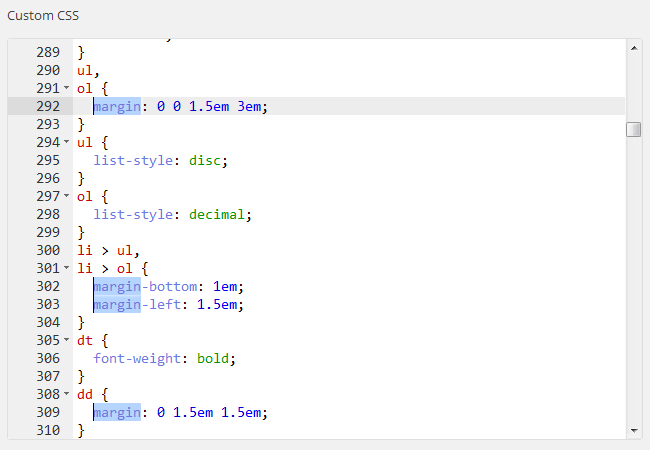 Custom CSS
289 }
290 ul,
291 ol {
292 margin: 0 0 1.5em 3em;
293 }
294 ul {
295 list-style: disc;
296 }
297 ol {
298 list-style: decimal;
299 }
300 li > ul,
301 li > ol {
302 margin-bottom: 1em;
303 margin-left: 1.5em;
304 }
305 dt {
306 font-weight: bold;
307 }
308 dd {
309 margin: 0 1.5em 1.5em;
310 }